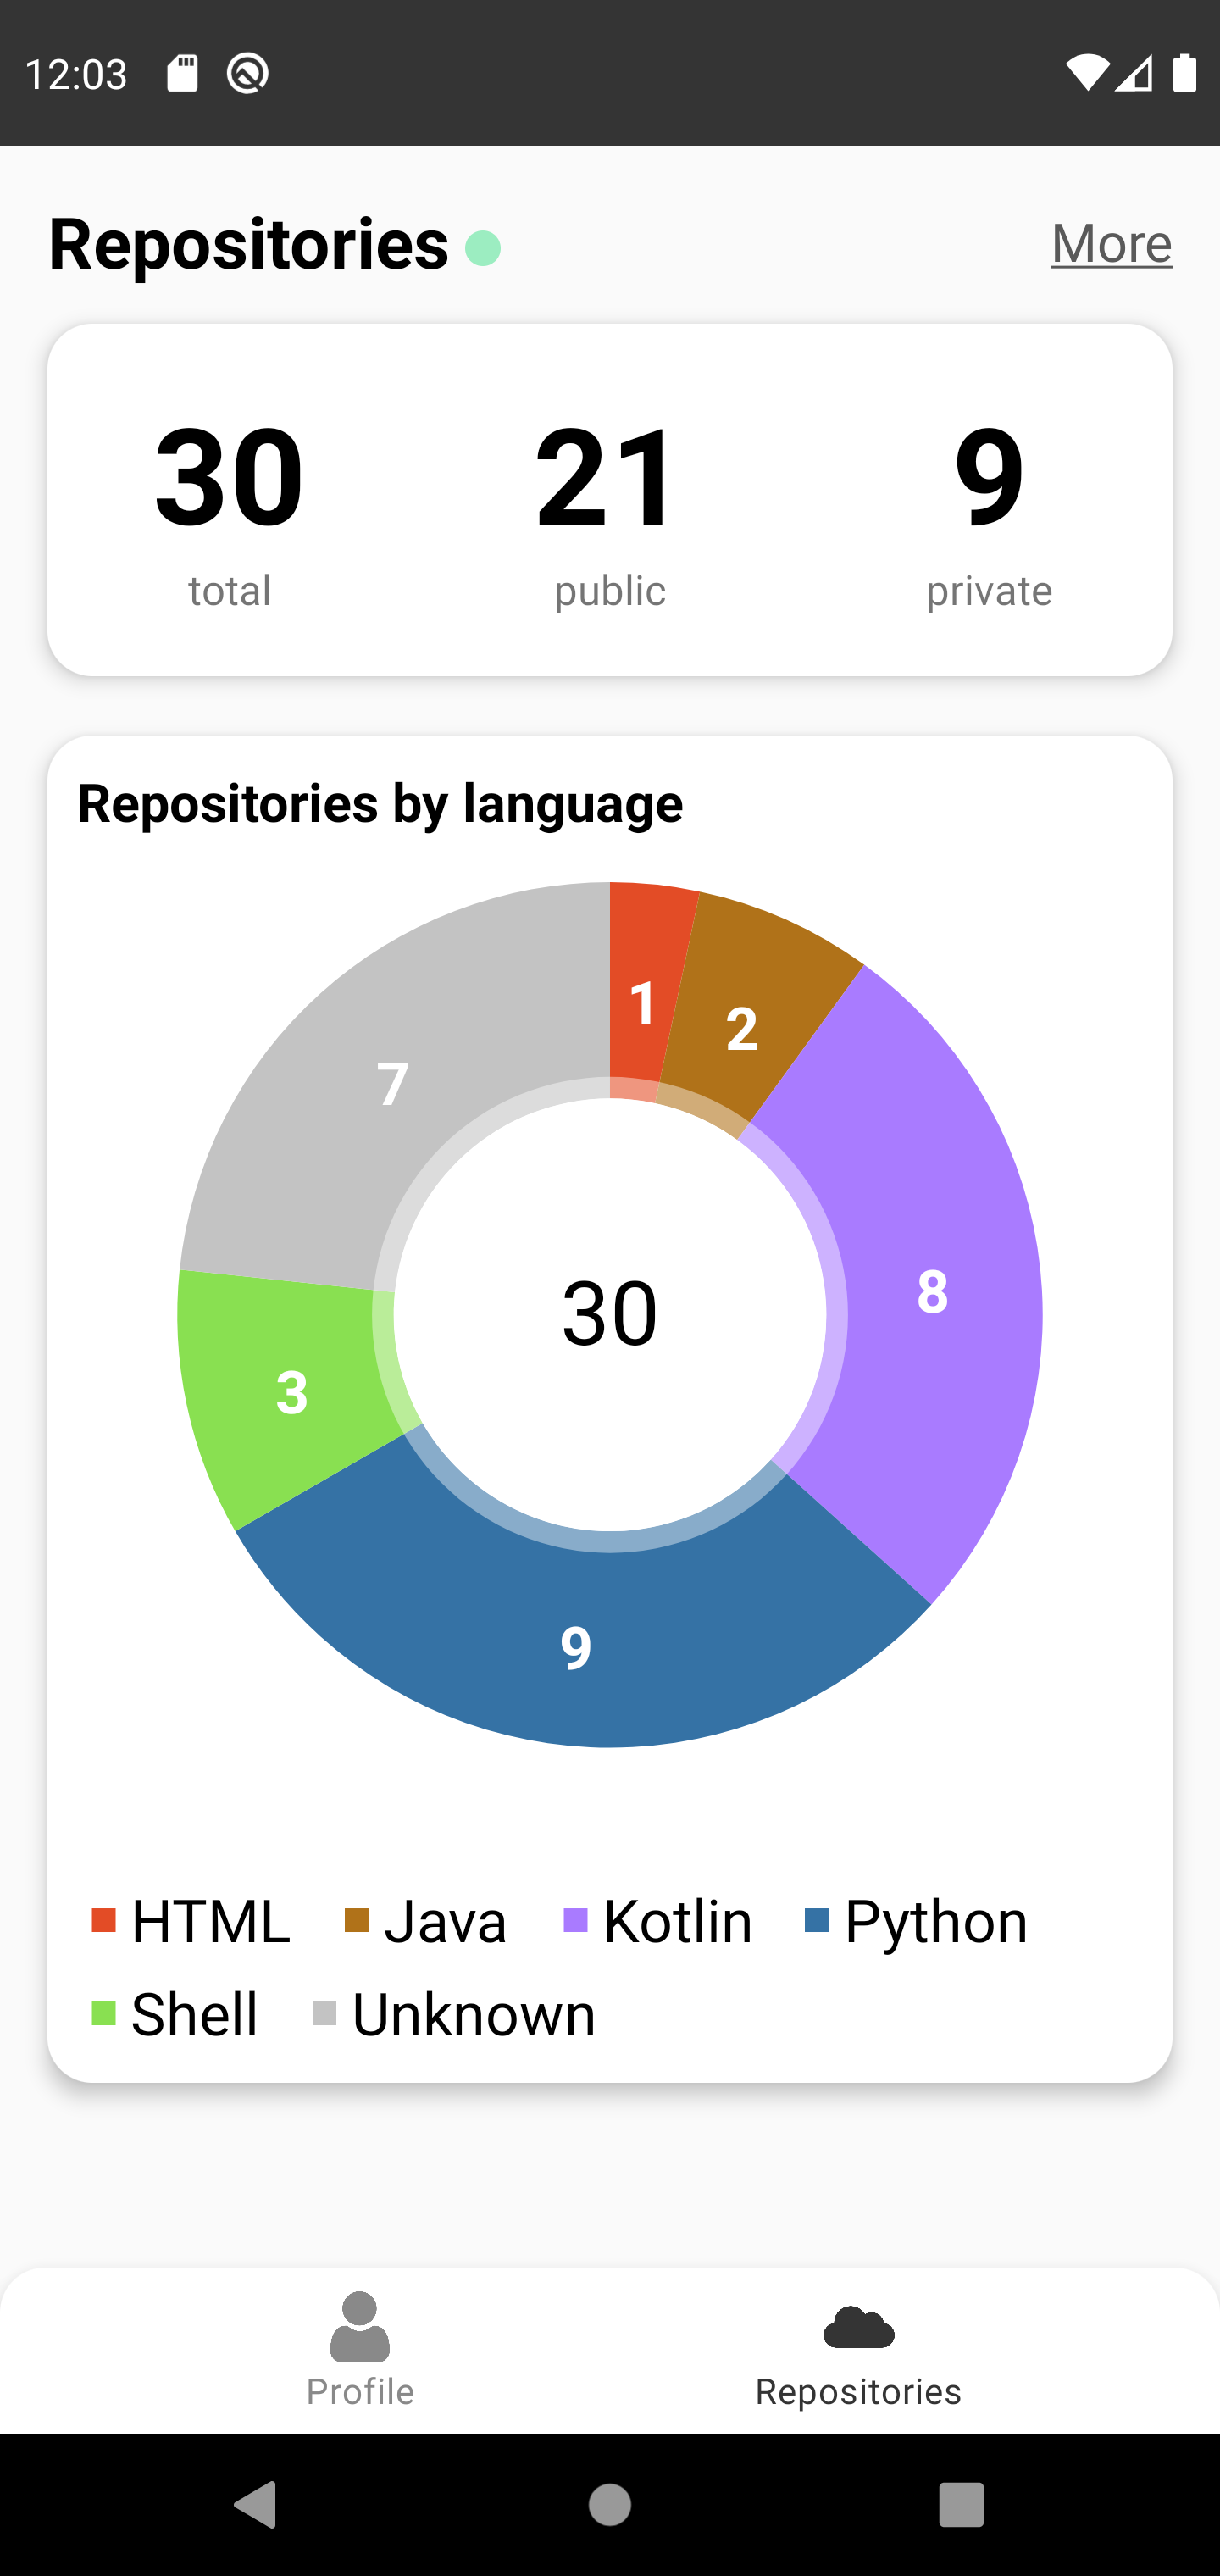 12:03
Repositories More
30 21 9
total public private
Repositories by language
1
2
7
8
30
3
9
HTML Java Kotlin Python
Shell Unknown
Profile Repositories